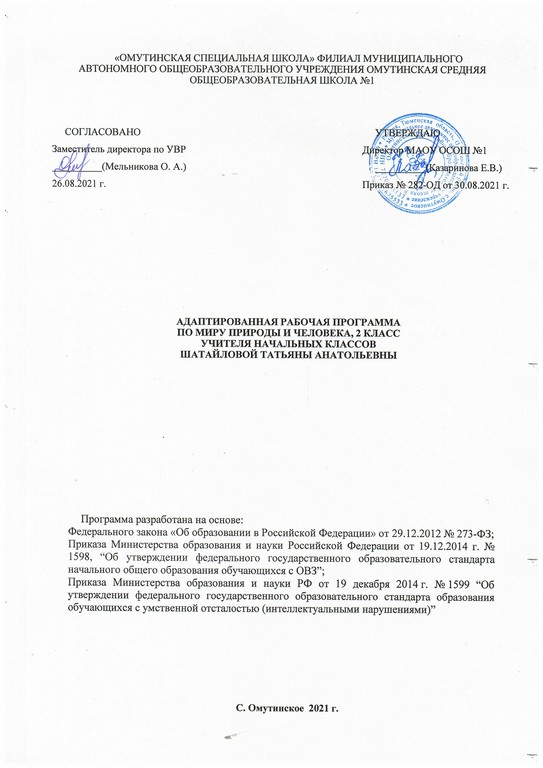 «ОМУТИНСКАЯ СПЕЦИАЛЬНАЯ ШКОЛА» ФИЛИАЛ МУНИЦИПАЛЬНОГО
АВТОНОМНОГО ОБЩЕОБРАЗОВАТЕЛЬНОГО УЧРЕЖДЕНИЯ ОМУТИНСКАЯ СРЕДНЯЯ
ОБЩЕОБРАЗОВАТЕЛЬНАЯ ШКОЛА №1
СОГЛАСОВАНО
Заместитель директора по УВР
(Мельникова О. А.)
26.08.2021 г.
УТВЕРЖДАЮ
Директор МАОУ ОСОШ №1
(Казаринова Е.В.)
Приказ № 282-ОД от 30.08.2021 г.
АДАПТИРОВАННАЯ РАБОЧАЯ ПРОГРАММА
ПО МИРУ ПРИРОДЫ И ЧЕЛОВЕКА, 2 КЛАСС
УЧИТЕЛЯ НАЧАЛЬНЫХ КЛАССОВ
ШАТАЙЛОВОЙ ТАТЬЯНЫ АНАТОЛЬЕВНЫ
Программа разработана на основе:
Федерального закона «Об образовании в Российской Федерации» от 29.12.2012 № 273-ФЗ;
Приказа Министерства образования и науки Российской Федерации от 19.12.2014 г. №
1598, “Об утверждении федерального государственного образовательного стандарта
начального общего образования обучающихся с ОВЗ”;
Приказа Министерства образования и науки РФ от 19 декабря 2014 г. № 1599 “Об
утверждении федерального государственного образовательного стандарта образования
обучающихся с умственной отсталостью (интеллектуальными нарушениями)”
С. Омутинское 2021 г.